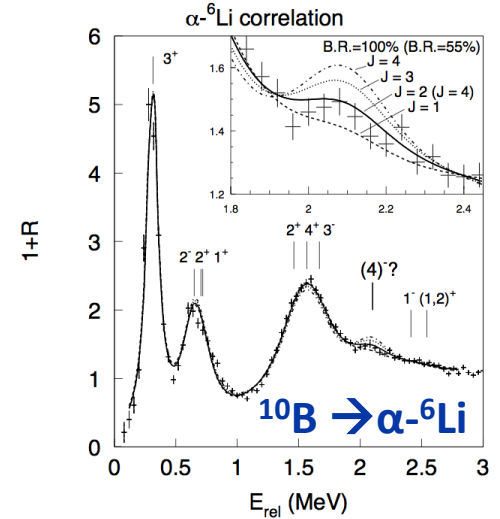 α-⁶Li correlation
B.R.=100% (B.R.=55%)
J = 4
J = 3
J = 2 (J = 4)
J = 1
1.6
1.4
1.2
1.8
2
2.2
2.4
6
5
4
3
2
1
0
1+R
3⁺
2⁻ 2⁺ 1⁺
2⁺ 4⁺ 3⁻
(4)⁻?
1⁻ (1,2)⁺
¹⁰B → α-⁶Li
0
0.5
1
1.5
2
2.5
3
E_rel (MeV)